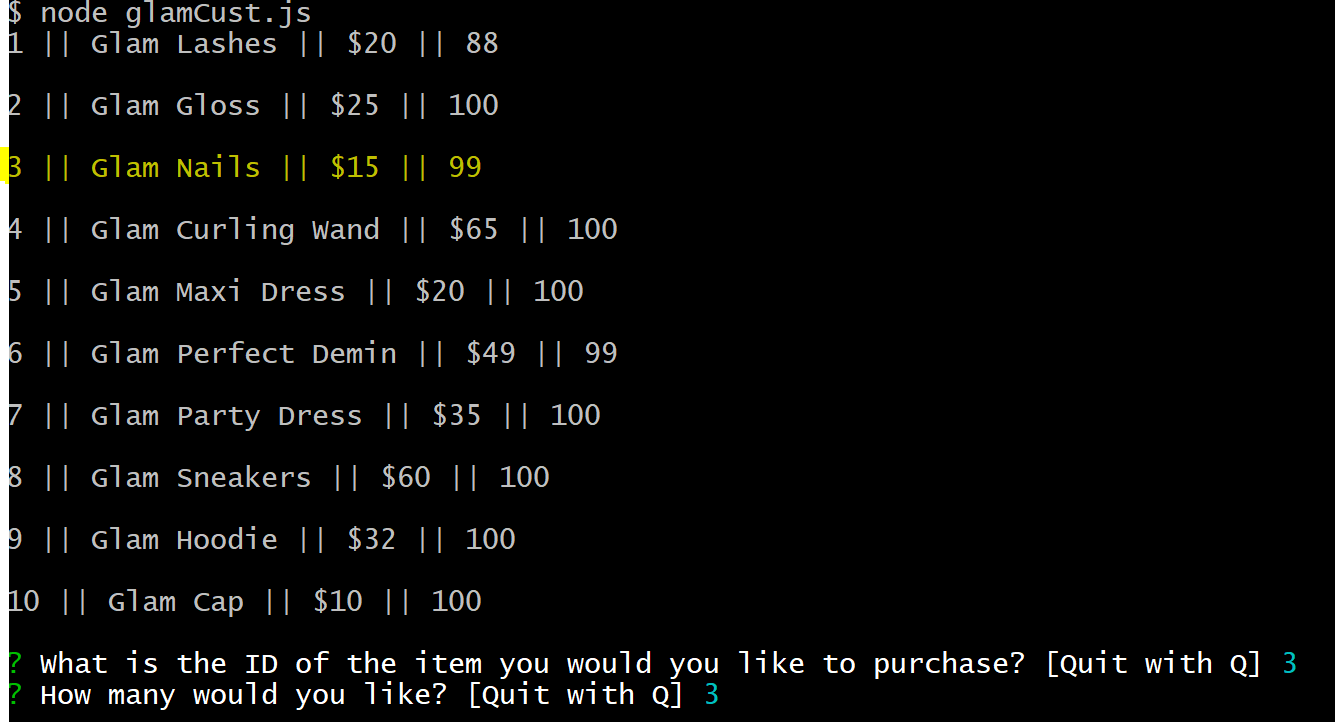 $ node glamCust.js
1 || Glam Lashes || $20 || 88
2 || Glam Gloss || $25 || 100
3 || Glam Nails || $15 || 99
4 || Glam Curling Wand || $65 || 100
5 || Glam Maxi Dress || $20 || 100
6 || Glam Perfect Demin || $49 || 99
7 || Glam Party Dress || $35 || 100
8 || Glam Sneakers || $60 || 100
9 || Glam Hoodie || $32 || 100
10 || Glam Cap || $10 || 100
? What is the ID of the item you would you like to purchase? [Quit with Q] 3
? How many would you like? [Quit with Q] 3